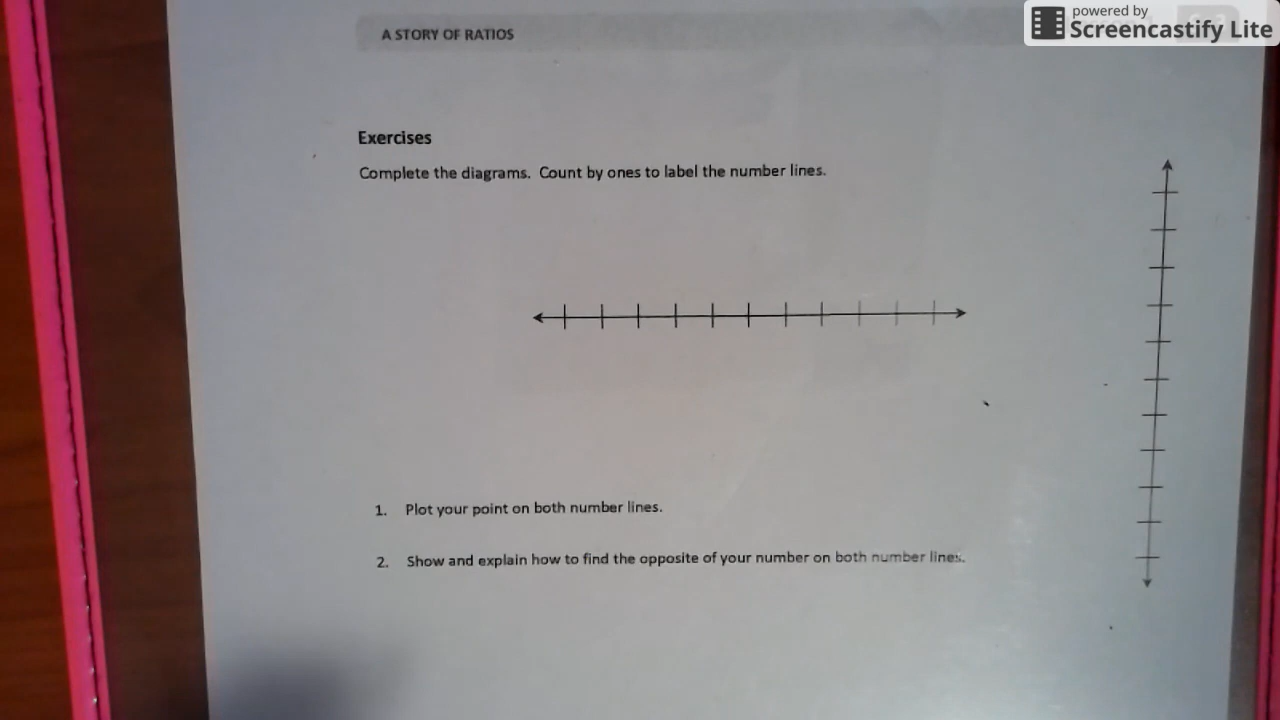 powered by
Screencastify Lite
A STORY OF RATIOS
Exercises
Complete the diagrams. Count by ones to label the number lines.
1. Plot your point on both number lines.
2. Show and explain how to find the opposite of your number on both number lines.